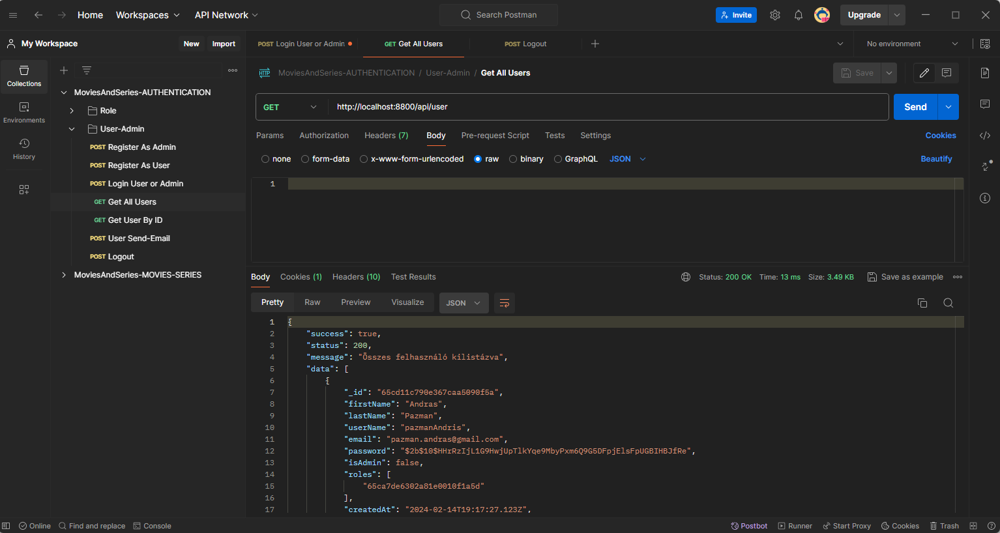 Home Workspaces API Network Search Postman Invite Upgrade
My Workspace New Import POST Login User or Admin GET Get All Users POST Logout No environment
Collections
Environments
History
MoviesAndSeries-AUTHENTICATION
Role
User-Admin
POST Register As Admin
POST Register As User
POST Login User or Admin
GET Get All Users
GET Get User By ID
POST User Send-Email
POST Logout
MoviesAndSeries-MOVIES-SERIES
HTTP MoviesAndSeries-AUTHENTICATION / User-Admin / Get All Users Save
GET http://localhost:8800/api/user Send
Params Authorization Headers (7) Body Pre-request Script Tests Settings Cookies
none form-data x-www-form-urlencoded raw binary GraphQL JSON Beautify
1
Body Cookies (1) Headers (10) Test Results Status: 200 OK Time: 13 ms Size: 3.49 KB Save as example
Pretty Raw Preview Visualize JSON
1 {
2 "success": true,
3 "status": 200,
4 "message": "Összes felhasználó kilistázva",
5 "data": [
6 {
7 "_id": "65cd11c790e367caa5090f5a",
8 "firstName": "Andras",
9 "lastName": "Pazman",
10 "userName": "pazmanAndris",
11 "email": "pazman.andras@gmail.com",
12 "password": "$2b$10$HHrRzIjL1G9HwjUpTlkYqe9MbyPxm6Q9G5DFpjElsFpUGBIHBJfRe",
13 "isAdmin": false,
14 "roles": [
15 "65ca7de6302a81e0010f1a5d"
16 ],
17 "createdAt": "2024-02-14T19:17:27.123Z",
Online Find and replace Console Postbot Runner Start Proxy Cookies Trash